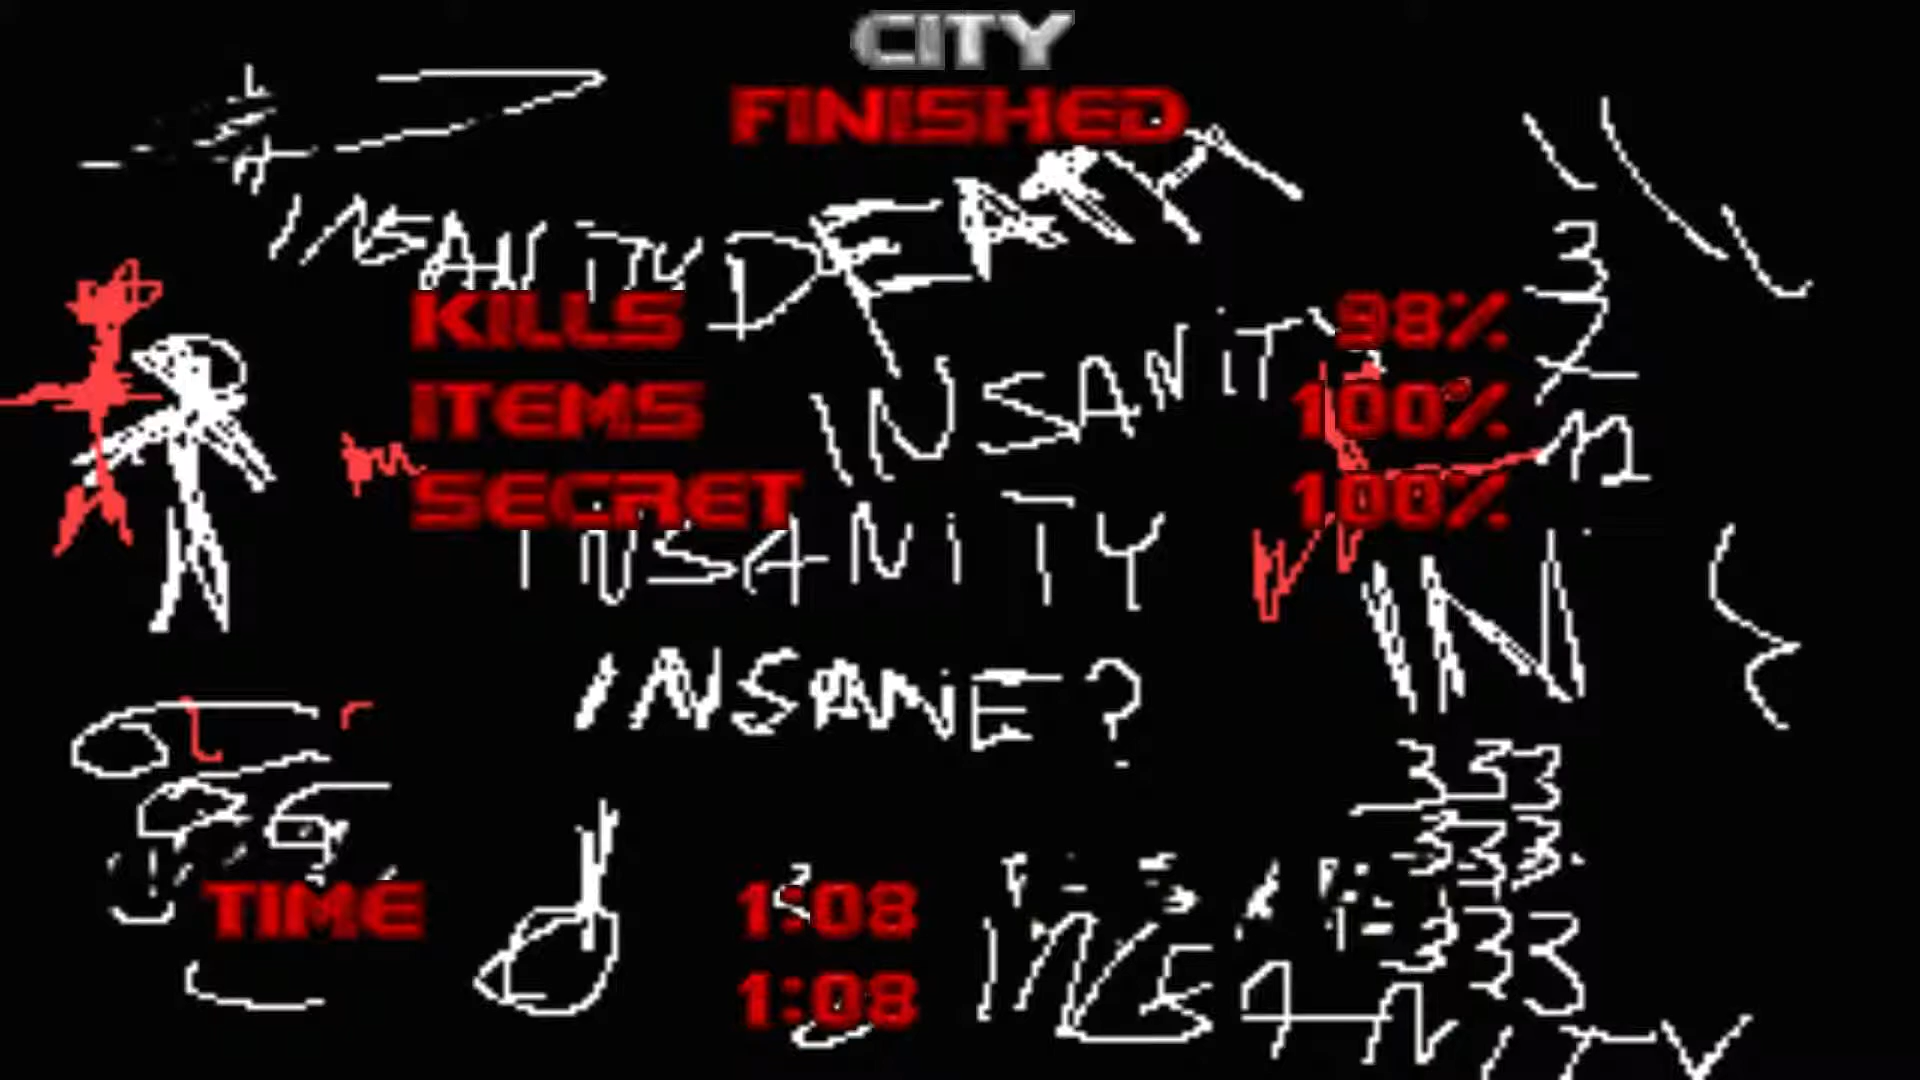 CITY
FINISHED
INSANITY DEATH
KILLS 98%
INSANITY
ITEMS 100%
SECRET 100%
INSANITY
IN
INSANE?
333
333
TIME 1:08
333
1:08
INSANITY